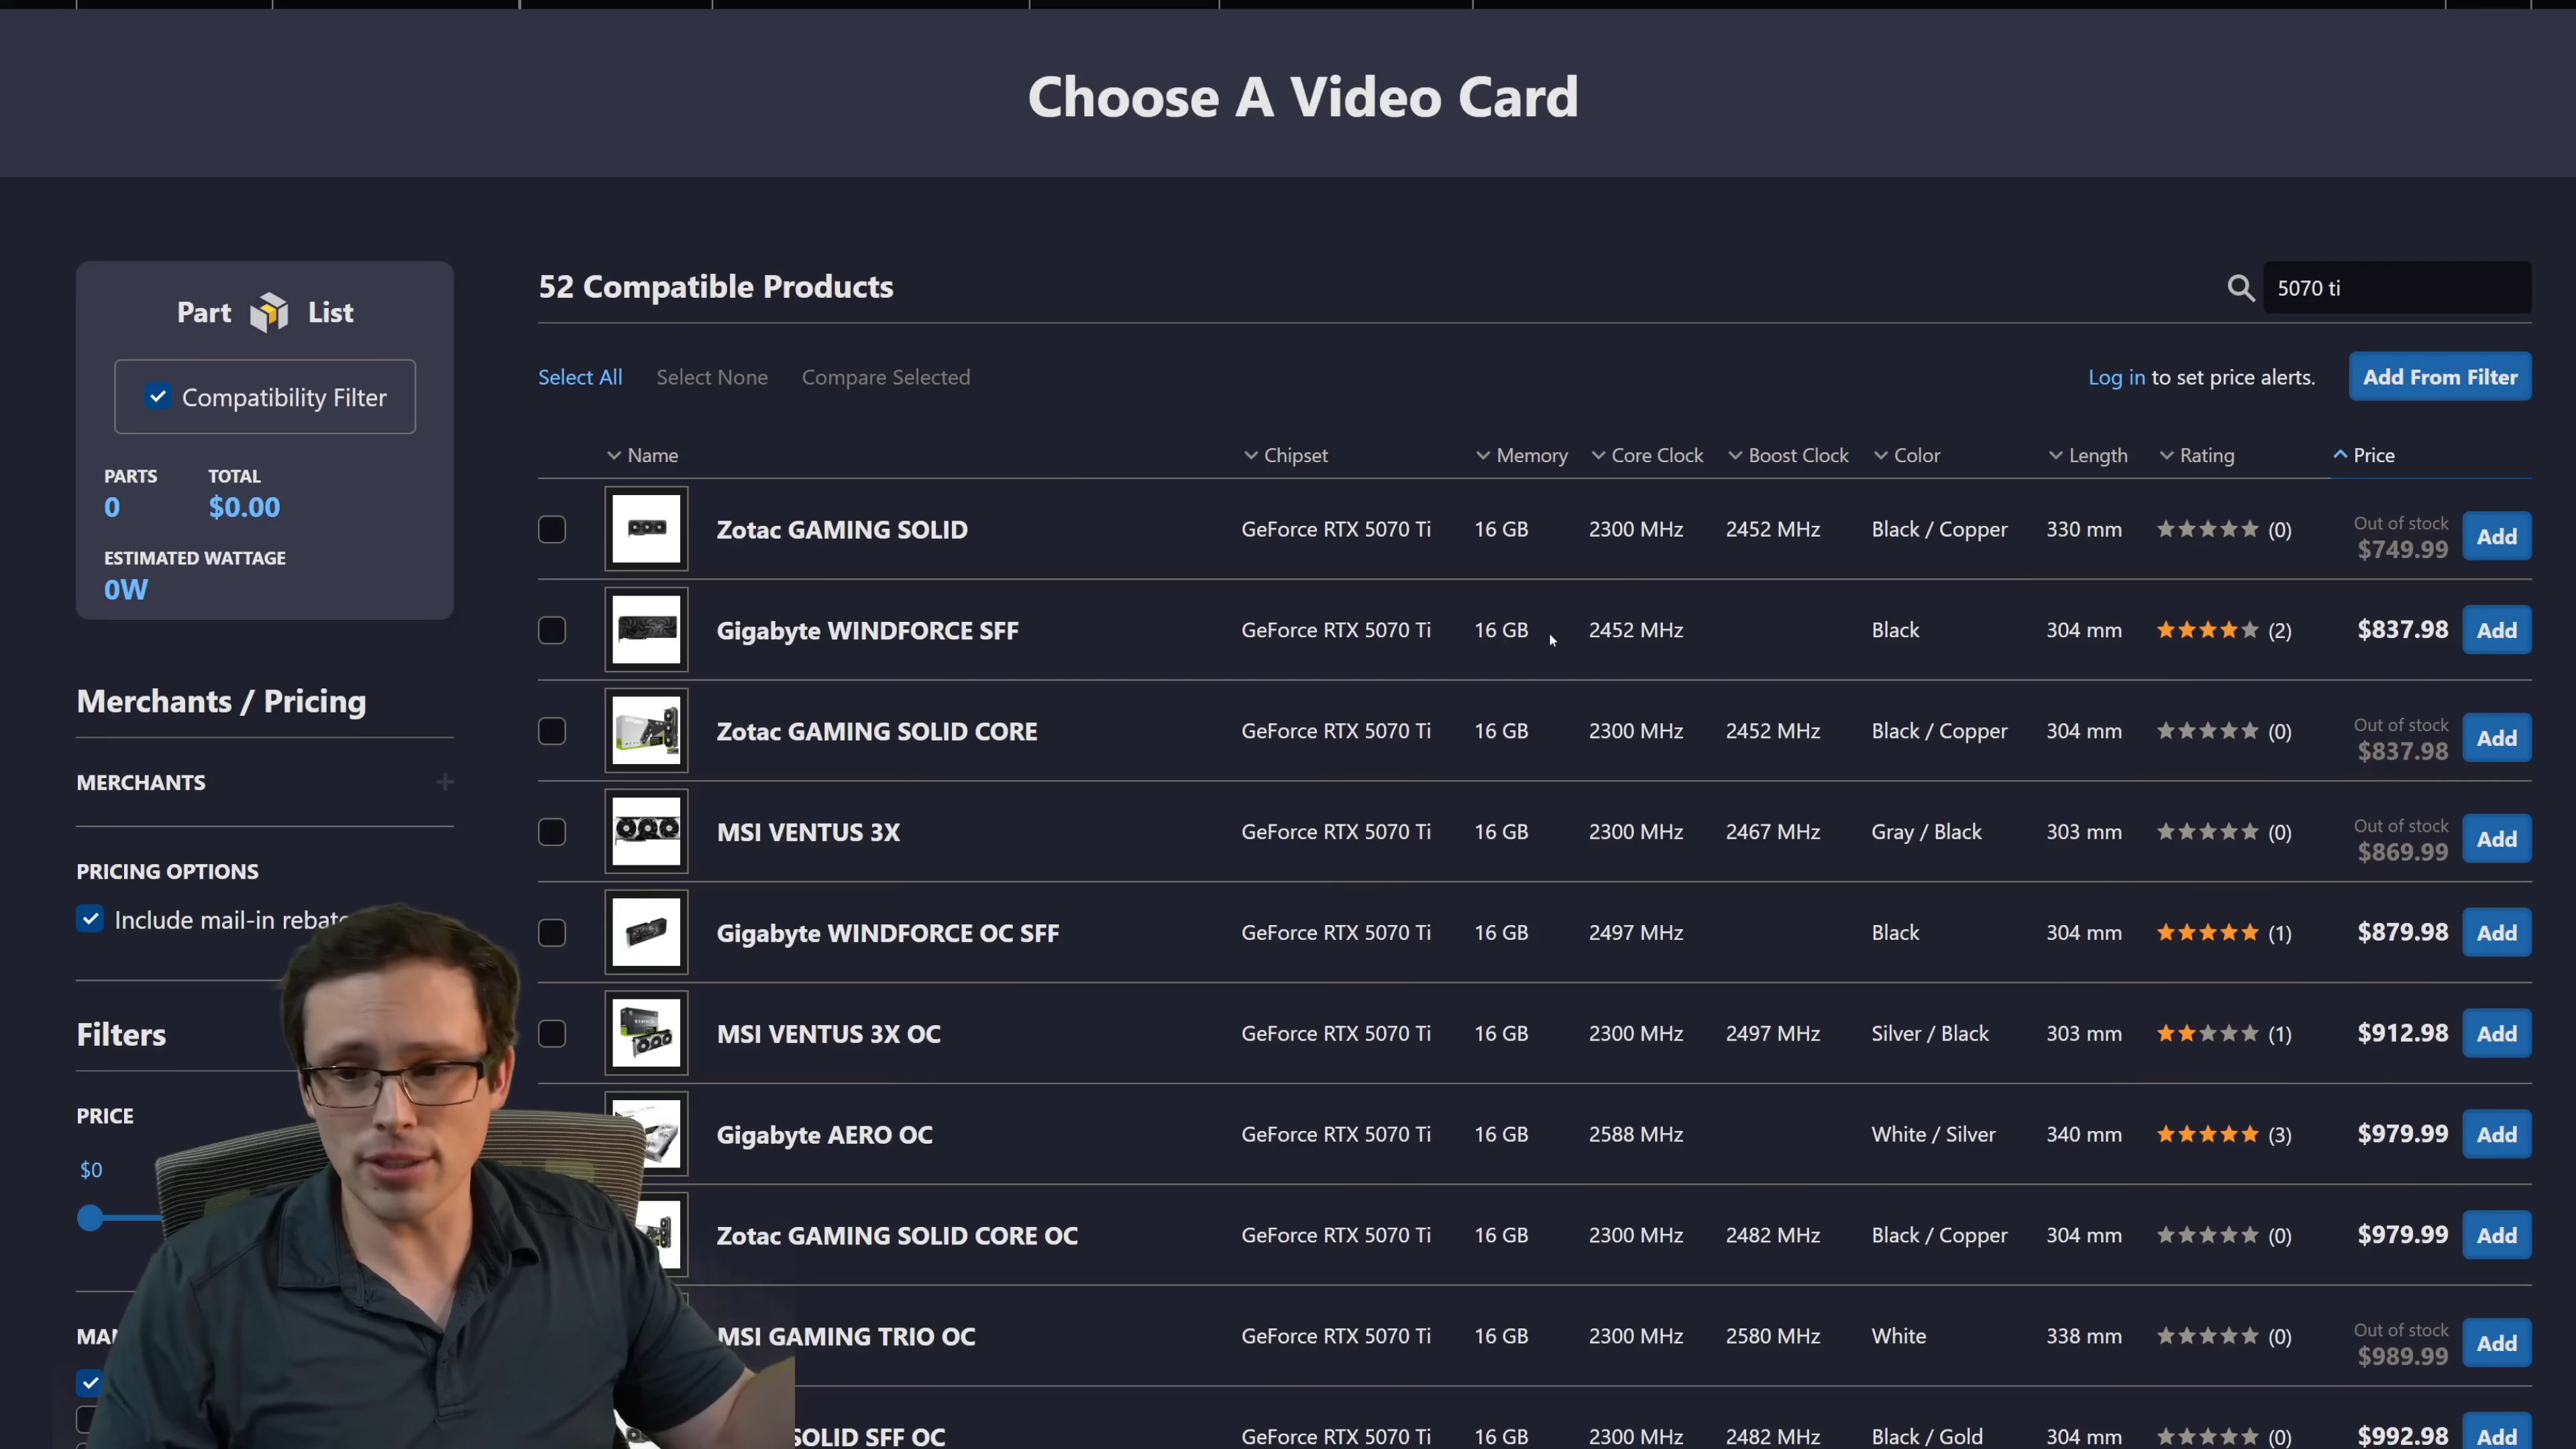 Choose A Video Card
Part List
Compatibility Filter
PARTS TOTAL
0 $0.00
ESTIMATED WATTAGE
0W
Merchants / Pricing
MERCHANTS
PRICING OPTIONS
Include mail-in
Filters
PRICE
$0
52 Compatible Products
5070 ti
Select All Select None Compare Selected
Log in to set price alerts. Add From Filter
Name Chipset Memory Core Clock Boost Clock Color Length Rating Price
Zotac GAMING SOLID GeForce RTX 5070 Ti 16 GB 2300 MHz 2452 MHz Black / Copper 330 mm (0) Out of stock $749.99 Add
Gigabyte WINDFORCE SFF GeForce RTX 5070 Ti 16 GB 2452 MHz Black 304 mm (2) $837.98 Add
Zotac GAMING SOLID CORE GeForce RTX 5070 Ti 16 GB 2300 MHz 2452 MHz Black / Copper 304 mm (0) Out of stock $837.98 Add
MSI VENTUS 3X GeForce RTX 5070 Ti 16 GB 2300 MHz 2467 MHz Gray / Black 303 mm (0) Out of stock $869.99 Add
Gigabyte WINDFORCE OC SFF GeForce RTX 5070 Ti 16 GB 2497 MHz Black 304 mm (1) $879.98 Add
MSI VENTUS 3X OC GeForce RTX 5070 Ti 16 GB 2300 MHz 2497 MHz Silver / Black 303 mm (1) $912.98 Add
Gigabyte AERO OC GeForce RTX 5070 Ti 16 GB 2588 MHz White / Silver 340 mm (3) $979.99 Add
Zotac GAMING SOLID CORE OC GeForce RTX 5070 Ti 16 GB 2300 MHz 2482 MHz Black / Copper 304 mm (0) $979.99 Add
MSI GAMING TRIO OC GeForce RTX 5070 Ti 16 GB 2300 MHz 2580 MHz White 338 mm (0) Out of stock $989.99 Add
SOLID SFF OC GeForce RTX 5070 Ti 16 GB 2300 MHz 2482 MHz Black / Gold 304 mm (0) $992.98 Add